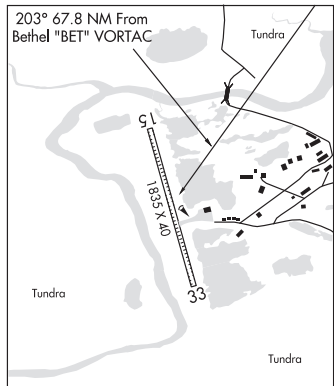 203° 67.8 NM From
Bethel "BET" VORTAC
Tundra
15
1835 X 40
33
Tundra
Tundra